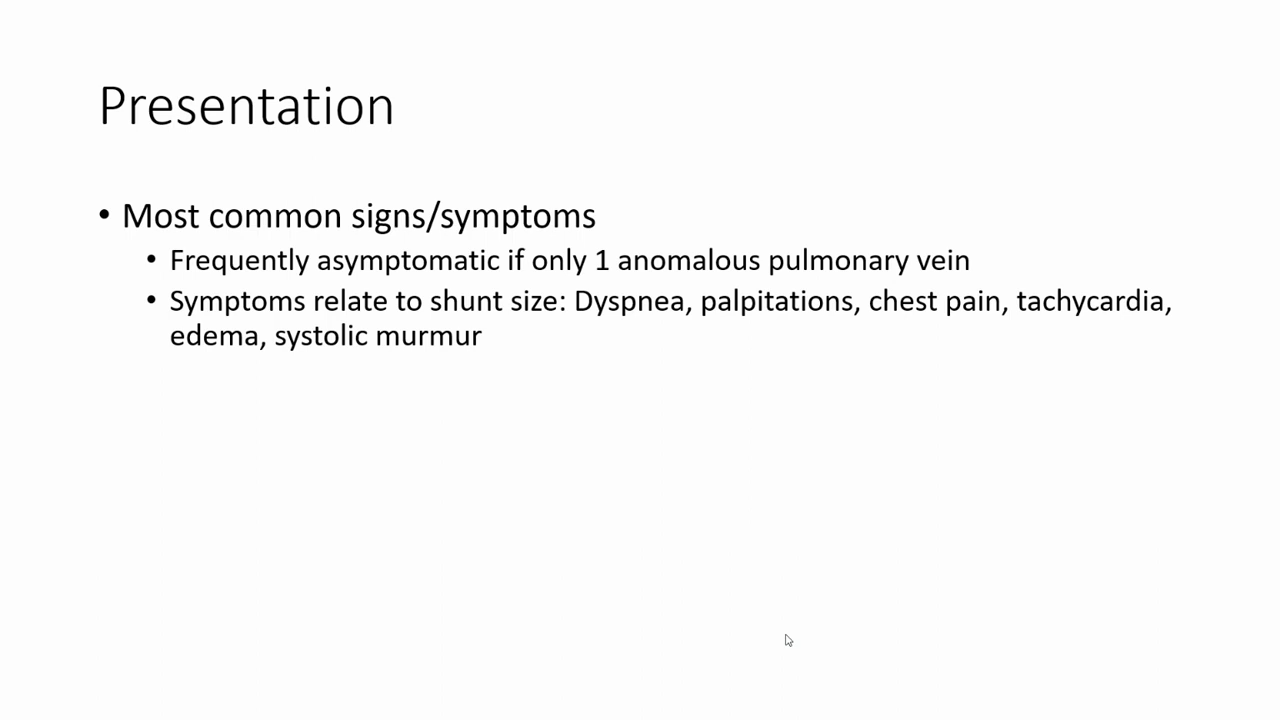 Presentation
• Most common signs/symptoms
• Frequently asymptomatic if only 1 anomalous pulmonary vein
• Symptoms relate to shunt size: Dyspnea, palpitations, chest pain, tachycardia,
edema, systolic murmur